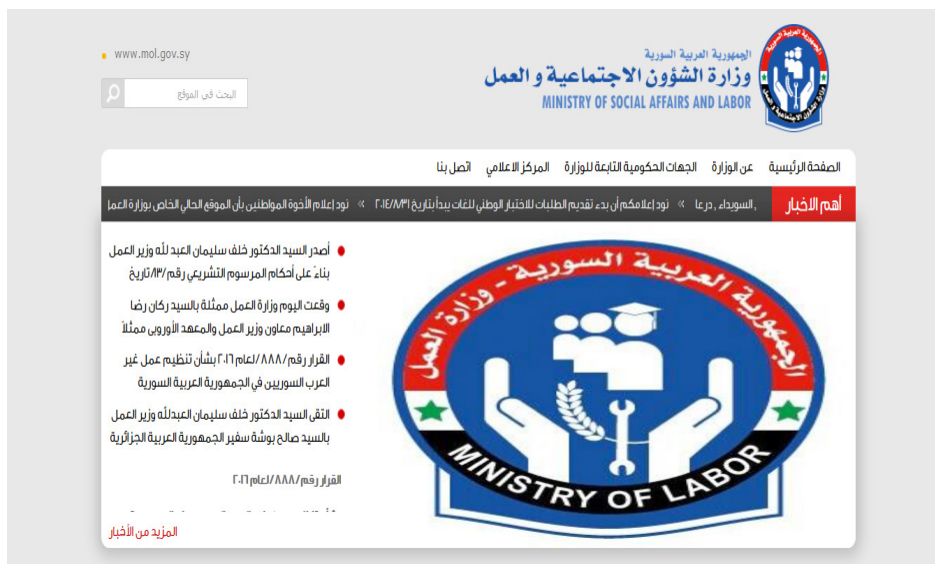 www.mol.gov.sy
البحث في الموقع
الجمهورية العربية السورية
وزارة الشؤون الاجتماعية و العمل
MINISTRY OF SOCIAL AFFAIRS AND LABOR
الصفحة الرئيسية عن الوزارة الجهات الحكومية التابعة للوزارة المركز الاعلامي اتصل بنا
أهم الاخبار
, السويداء , درعا » نود إعلامكم أن بدء تقديم الطلبات للاختبار الوطني للغات يبدأ بتاريخ ٢٠١٤/٨/٣١ » نود إعلام الأخوة المواطنين بأن الموقع الحالي الخاص بوزارة العمل
الجمهورية العربية السورية - وزارة العمل
MINISTRY OF LABOR
أصدر السيد الدكتور خلف سليمان العبد لله وزير العمل
بناءً على أحكام المرسوم التشريعي رقم /٨٣/تاريخ
وقعت اليوم وزارة العمل ممثلة بالسيد ركان رضا
الابراهيم معاون وزير العمل والمعهد الأوروبي ممثلاً
القرار رقم /٨٨٨/لعام ٢٠١٦ بشأن تنظيم عمل غير
العرب السوريين في الجمهورية العربية السورية
التقى السيد الدكتور خلف سليمان العبدلله وزير العمل
بالسيد صالح بوشة سفير الجمهورية العربية الجزائرية
القرار رقم /٨٨٨/لعام ٢٠١٦
المزيد من الأخبار